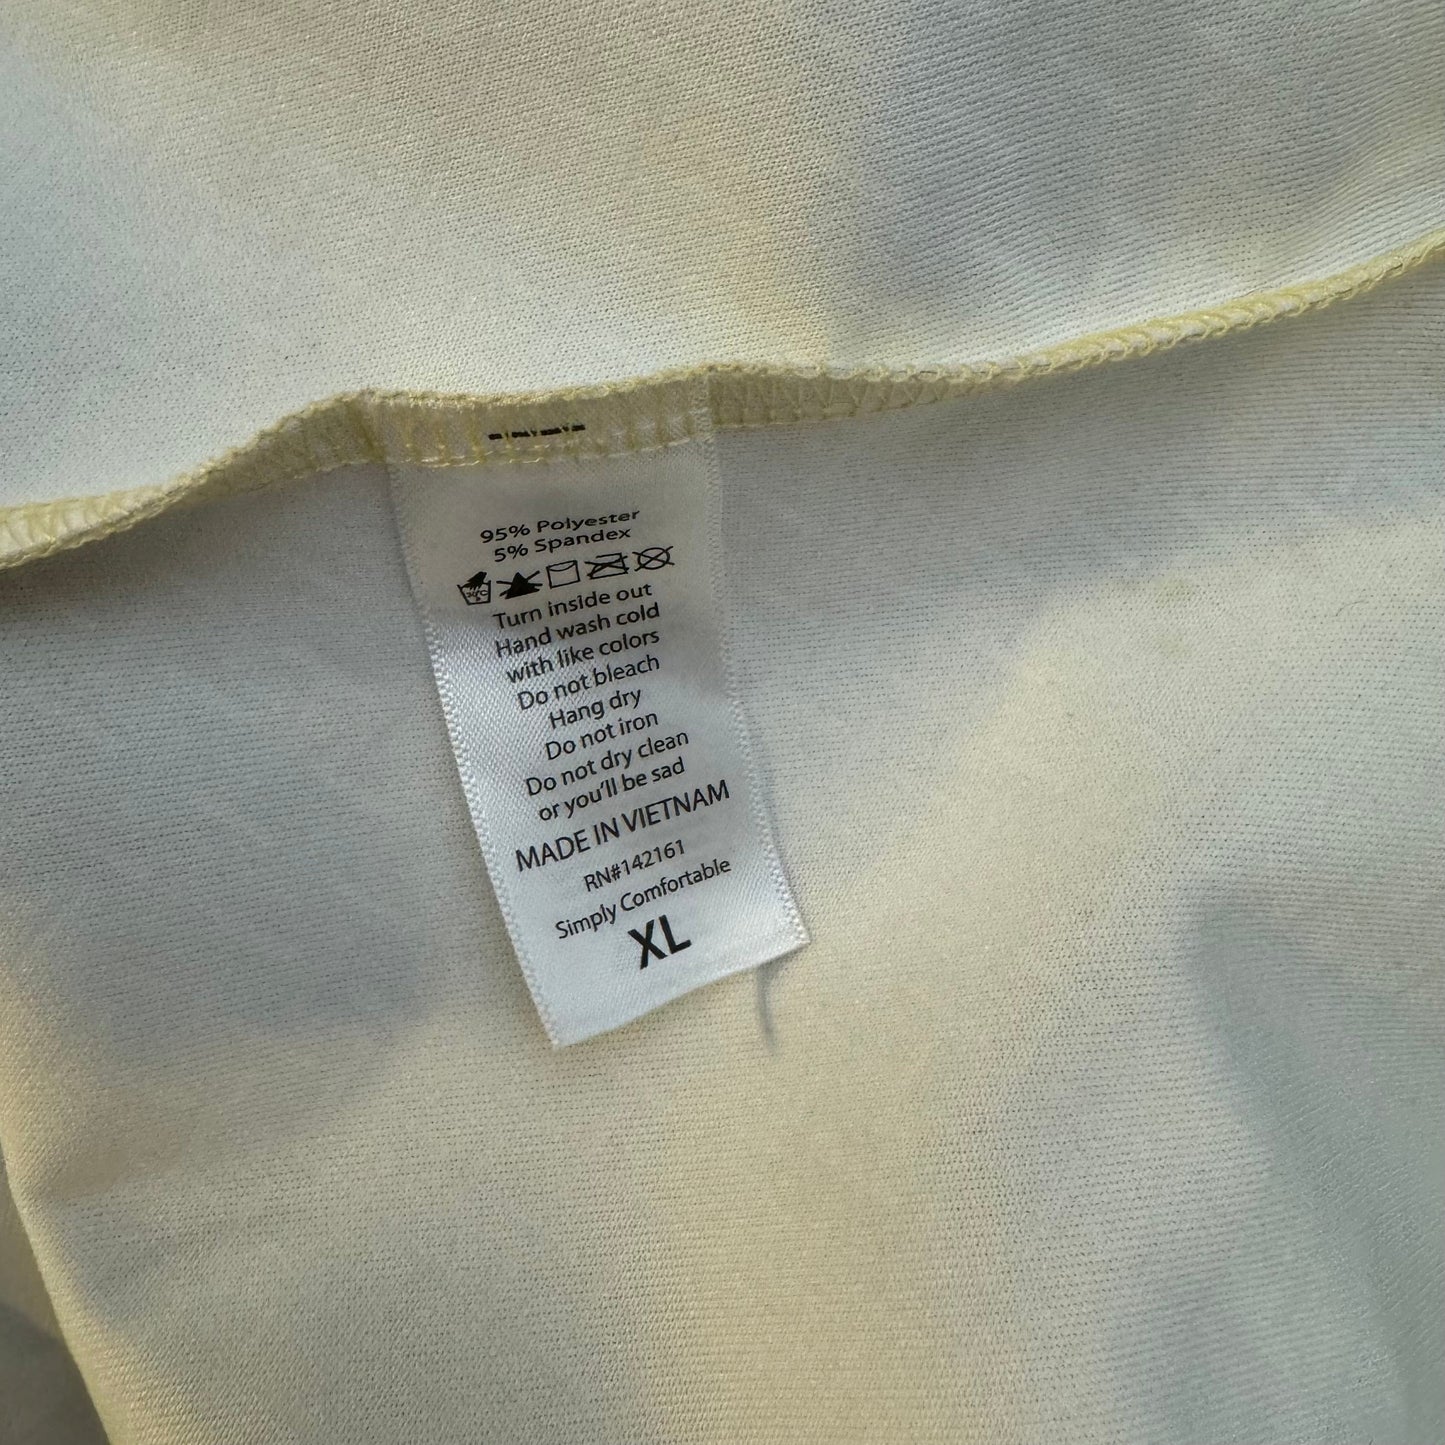 95% Polyester
5% Spandex
30°C
Turn inside out
Hand wash cold
with like colors
Do not bleach
Hang dry
Do not iron
Do not dry clean
or you'll be sad
MADE IN VIETNAM
RN#142161
Simply Comfortable
XL